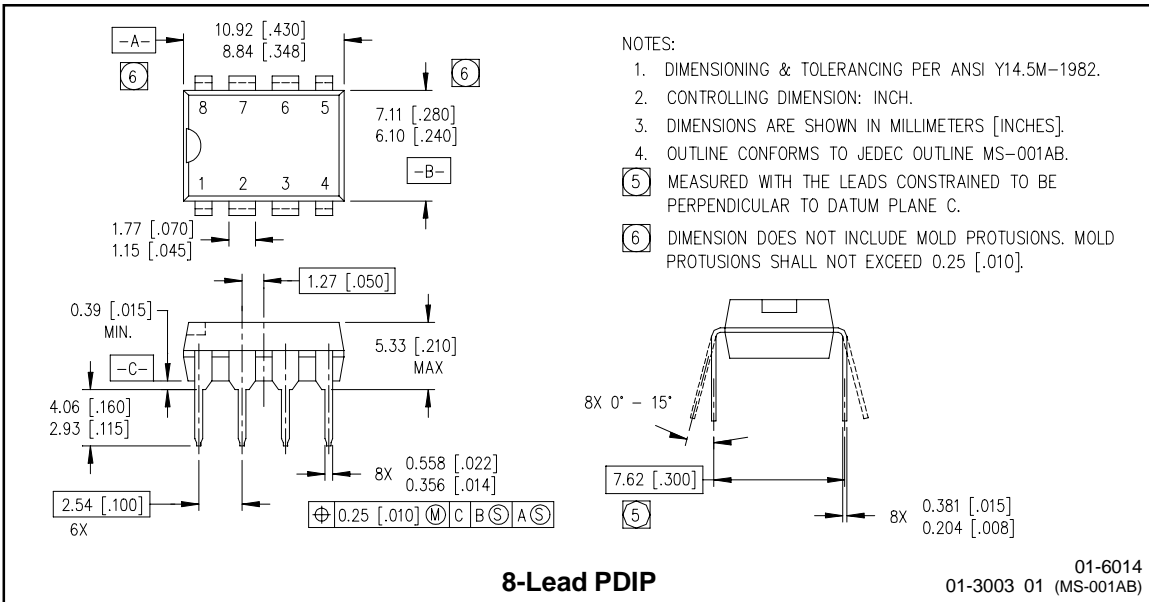 -A-
10.92 [.430]
8.84 [.348]
6
6
8 7 6 5
1 2 3 4
7.11 [.280]
6.10 [.240]
-B-
1.77 [.070]
1.15 [.045]
1.27 [.050]
0.39 [.015]
MIN.
-C-
5.33 [.210]
MAX
4.06 [.160]
2.93 [.115]
2.54 [.100]
6X
8X 0.558 [.022]
0.356 [.014]
⌖ 0.25 [.010] Ⓜ C B Ⓢ A Ⓢ
NOTES:
1. DIMENSIONING & TOLERANCING PER ANSI Y14.5M-1982.
2. CONTROLLING DIMENSION: INCH.
3. DIMENSIONS ARE SHOWN IN MILLIMETERS [INCHES].
4. OUTLINE CONFORMS TO JEDEC OUTLINE MS-001AB.
5 MEASURED WITH THE LEADS CONSTRAINED TO BE
PERPENDICULAR TO DATUM PLANE C.
6 DIMENSION DOES NOT INCLUDE MOLD PROTUSIONS. MOLD
PROTUSIONS SHALL NOT EXCEED 0.25 [.010].
8X 0° - 15°
7.62 [.300]
5
8X 0.381 [.015]
0.204 [.008]
8-Lead PDIP
01-6014
01-3003 01 (MS-001AB)